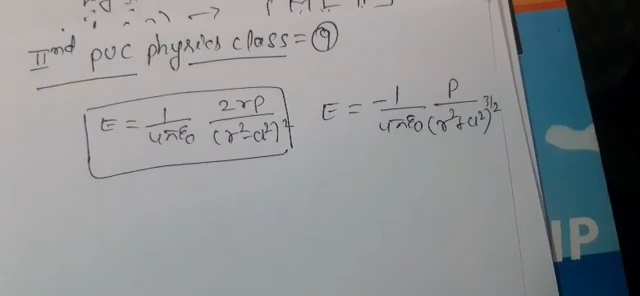 IInd puc physics class = 9
E = 1/4πε0 2rp/(r²-a²)² E = -1/4πε0 P/(r²+a²)^3/2
IP